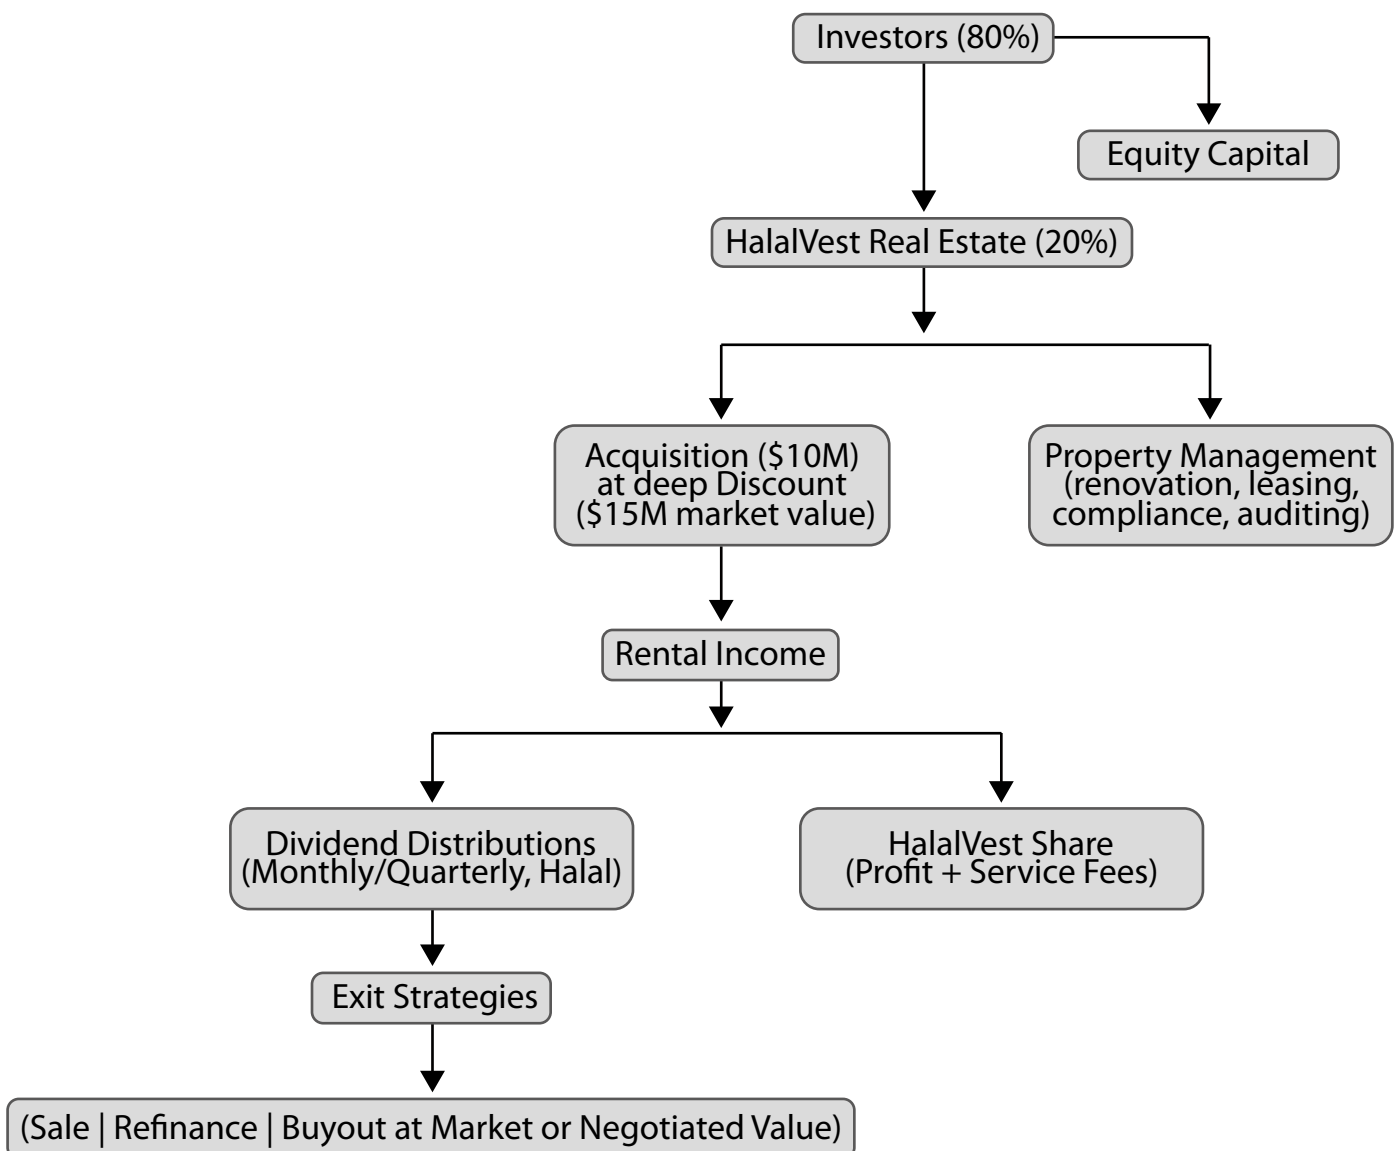 Investors (80%)
Equity Capital
HalalVest Real Estate (20%)
Acquisition ($10M)
at deep Discount
($15M market value)
Property Management
(renovation, leasing,
compliance, auditing)
Rental Income
Dividend Distributions
(Monthly/Quarterly, Halal)
HalalVest Share
(Profit + Service Fees)
Exit Strategies
(Sale | Refinance | Buyout at Market or Negotiated Value)